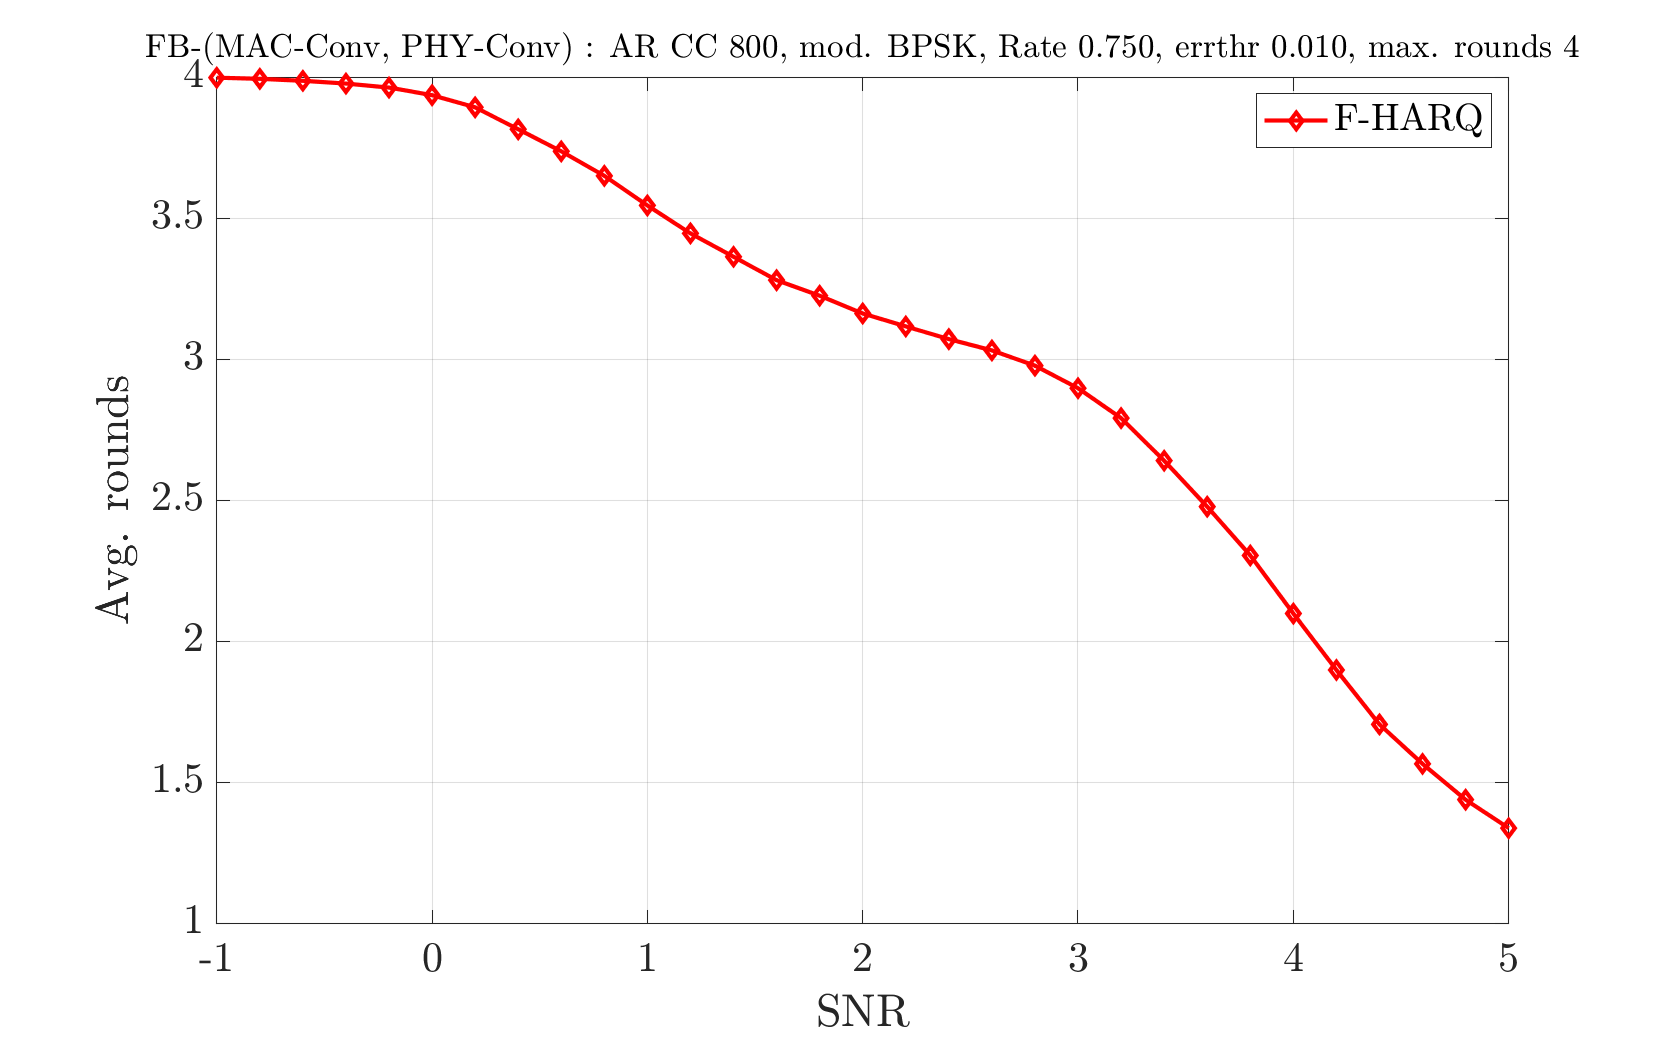 FB-(MAC-Conv, PHY-Conv) : AR CC 800, mod. BPSK, Rate 0.750, errthr 0.010, max. rounds 4
F-HARQ
4
3.5
3
2.5
2
1.5
1
Avg. rounds
-1 0 1 2 3 4 5
SNR